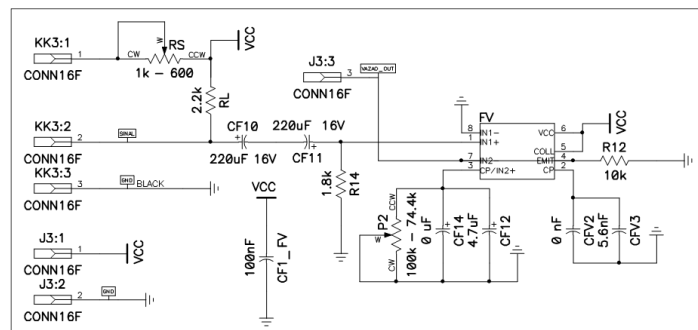 KK3:1
1
CONN16F
W
RS
CW
CCW
1k - 600
VCC
2.2k
RL
J3:3
3
CONN16F
VAZAO_OUT
KK3:2
2
CONN16F
SINAL
CF10
220uF 16V
220uF 16V
CF11
1.8k
R14
KK3:3
3
CONN16F
GND
BLACK
VCC
100nF
CF1_FV
J3:1
1
CONN16F
VCC
J3:2
2
CONN16F
GND
FV
8 IN1- VCC 6
1 IN1+
COLL 5
7 IN2- EMIT 4
3 CP/IN2+ CP 2
VCC
R12
10k
P2
CCW
W
CW
100k - 74.4k
0 uF
CF14
4.7uF
CF12
0 nF
CFV2
5.6nF
CFV3